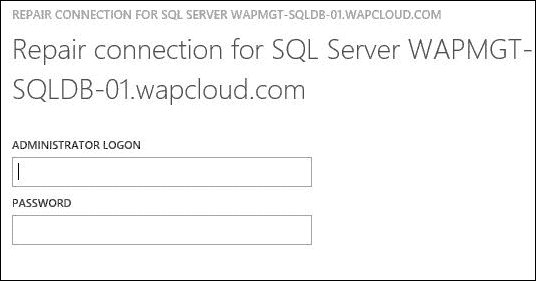 REPAIR CONNECTION FOR SQL SERVER WAPMGT-SQLDB-01.WAPCLOUD.COM
Repair connection for SQL Server WAPMGT-
SQLDB-01.wapcloud.com
ADMINISTRATOR LOGON
PASSWORD